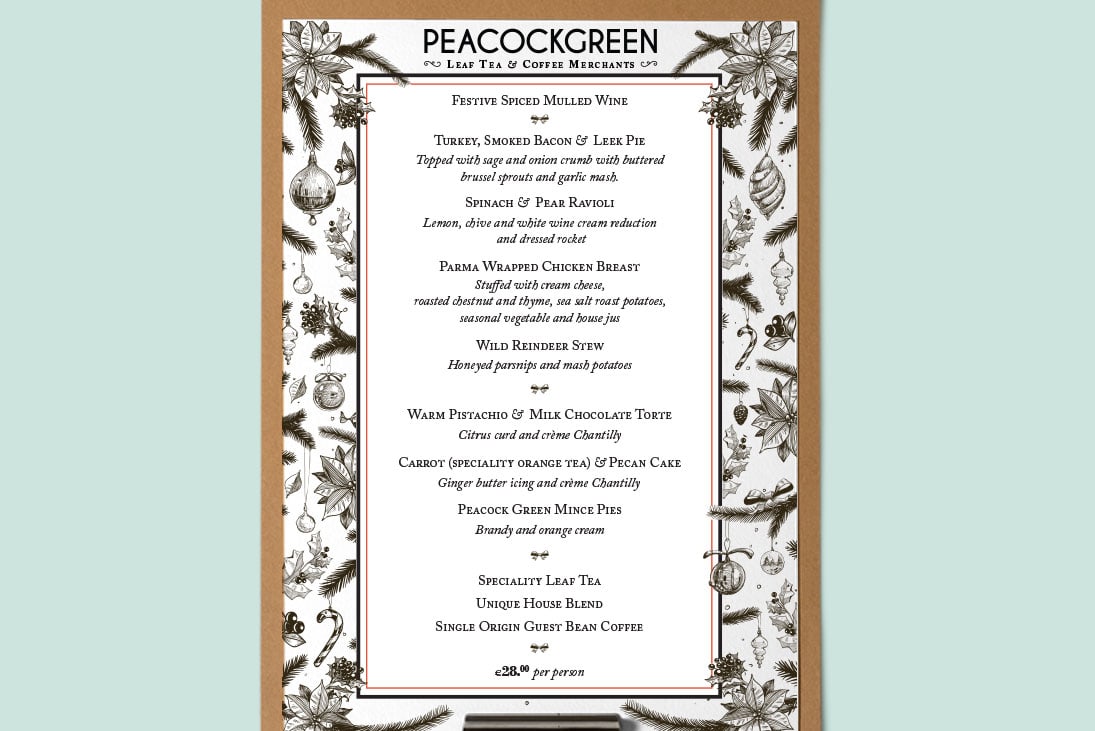 PEACOCKGREEN
Leaf Tea & Coffee Merchants
Festive Spiced Mulled Wine
Turkey, Smoked Bacon & Leek Pie
Topped with sage and onion crumb with buttered
brussel sprouts and garlic mash.
Spinach & Pear Ravioli
Lemon, chive and white wine cream reduction
and dressed rocket
Parma Wrapped Chicken Breast
Stuffed with cream cheese,
roasted chestnut and thyme, sea salt roast potatoes,
seasonal vegetable and house jus
Wild Reindeer Stew
Honeyed parsnips and mash potatoes
Warm Pistachio & Milk Chocolate Torte
Citrus curd and crème Chantilly
Carrot (speciality orange tea) & Pecan Cake
Ginger butter icing and crème Chantilly
Peacock Green Mince Pies
Brandy and orange cream
Speciality Leaf Tea
Unique House Blend
Single Origin Guest Bean Coffee
€28.00 per person